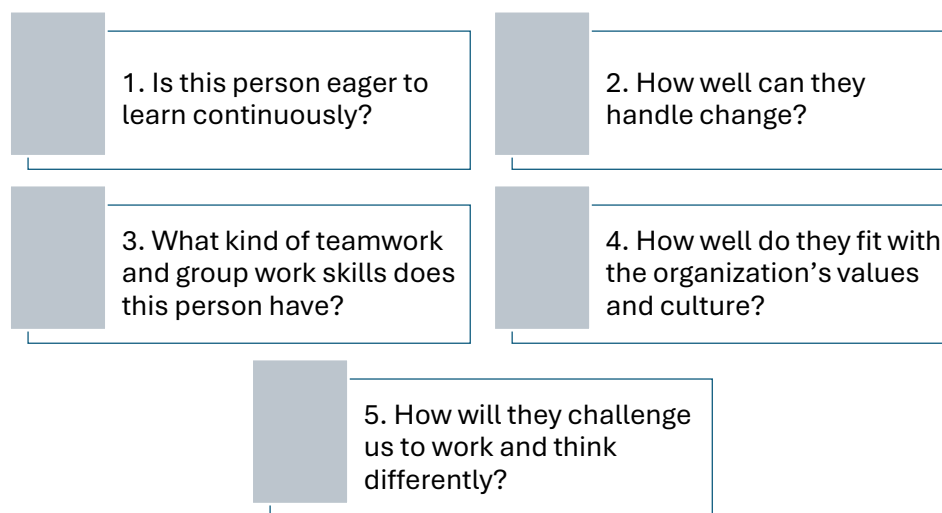 1. Is this person eager to
learn continuously?
2. How well can they
handle change?
3. What kind of teamwork
and group work skills does
this person have?
4. How well do they fit with
the organization’s values
and culture?
5. How will they challenge
us to work and think
differently?